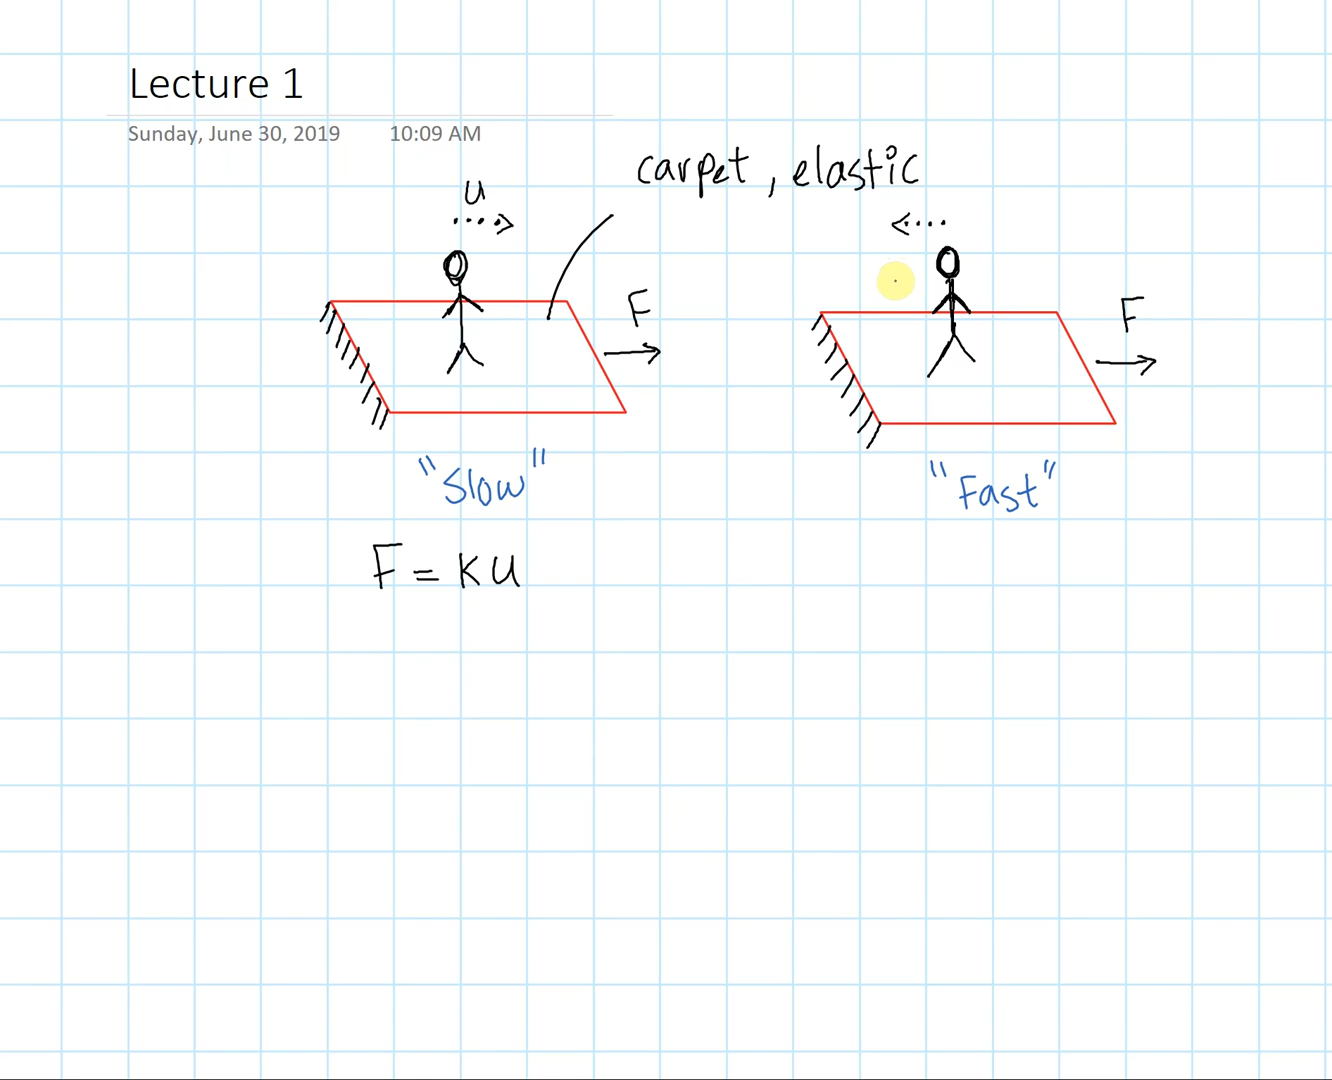 Lecture 1
Sunday, June 30, 2019 10:09 AM
carpet, elastic
u
F
F
"Slow"
"Fast"
F = ku